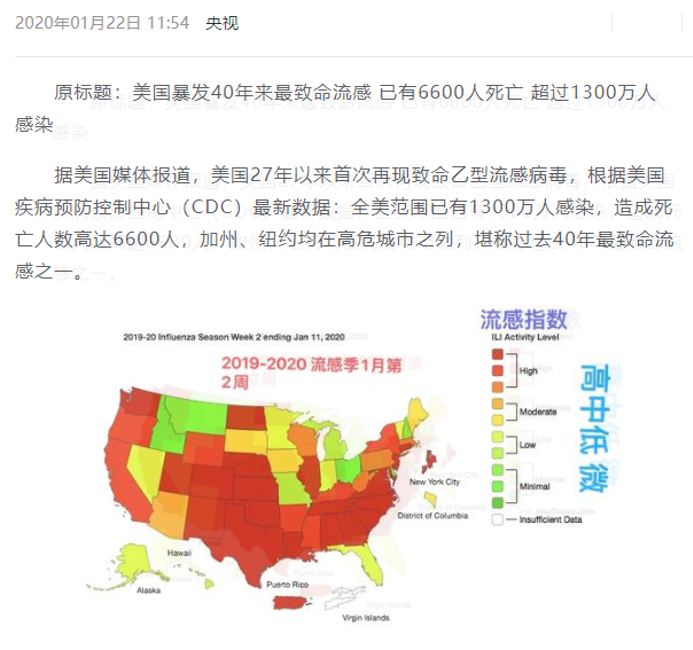 2020年01月22日 11:54 央视
原标题：美国暴发40年来最致命流感 已有6600人死亡 超过1300万人
感染
据美国媒体报道，美国27年以来首次再现致命乙型流感病毒，根据美国
疾病预防控制中心（CDC）最新数据：全美范围已有1300万人感染，造成死
亡人数高达6600人，加州、纽约均在高危城市之列，堪称过去40年最致命流
感之一。
流感指数
2019-20 Influenza Season Week 2 ending Jan 11, 2020
ILI Activity Level
2019-2020 流感季1月第
2周
High
Moderate
Low
Minimal
Insufficient Data
高中低微
New York City
District of Columbia
Hawaii
Alaska
Puerto Rico
Virgin Islands